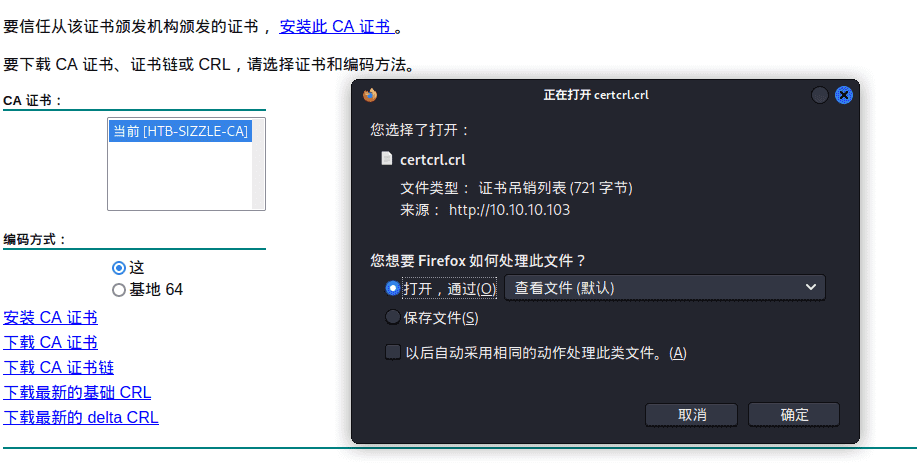 要信任从该证书颁发机构颁发的证书， 安装此 CA 证书 。
要下载 CA 证书、证书链或 CRL，请选择证书和编码方法。
CA 证书：
当前 [HTB-SIZZLE-CA]
编码方式：
这
基地 64
安装 CA 证书
下载 CA 证书
下载 CA 证书链
下载最新的基础 CRL
下载最新的 delta CRL
正在打开 certcrl.crl
您选择了打开：
certcrl.crl
文件类型： 证书吊销列表 (721 字节)
来源： http://10.10.10.103
您想要 Firefox 如何处理此文件？
打开，通过(O) 查看文件 (默认)
保存文件(S)
以后自动采用相同的动作处理此类文件。(A)
取消 确定